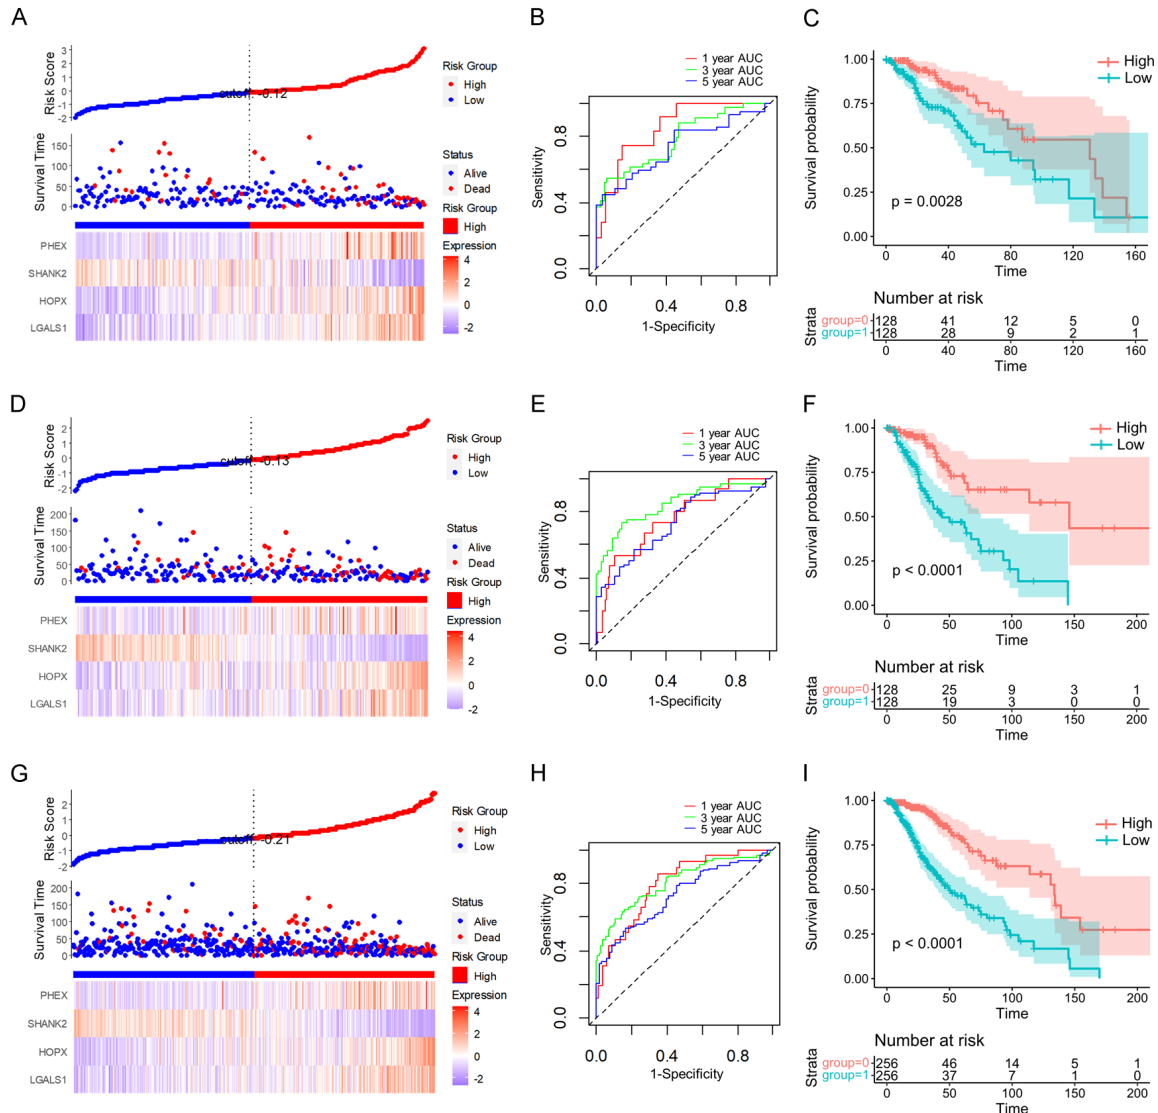 A
Risk Score
3
2
1
0
-1
-2
cutoff: -0.12
Risk Group
High
Low
Survival Time
150
100
50
0
Status
Alive
Dead
Risk Group
High
PHEX
SHANK2
HOPX
LGALS1
Expression
4
2
0
-2
B
1 year AUC
3 year AUC
5 year AUC
Sensitivity
0.8
0.4
0.0
0.0 0.4 0.8
1-Specificity
C
High
Low
Survival probability
1.00
0.75
0.50
0.25
0.00
p = 0.0028
0 40 80 120 160
Time
Number at risk
Strata
group=0 128 41 12 5 0
group=1 128 28 9 2 1
0 40 80 120 160
Time
D
Risk Score
2
1
0
-1
-2
cutoff: -0.13
Risk Group
High
Low
Survival Time
200
150
100
50
0
Status
Alive
Dead
Risk Group
High
PHEX
SHANK2
HOPX
LGALS1
Expression
4
2
0
-2
E
1 year AUC
3 year AUC
5 year AUC
Sensitivity
0.8
0.4
0.0
0.0 0.4 0.8
1-Specificity
F
High
Low
Survival probability
1.00
0.75
0.50
0.25
0.00
p < 0.0001
0 50 100 150 200
Time
Number at risk
Strata
group=0 128 25 9 3 1
group=1 128 19 3 0 0
0 50 100 150 200
Time
G
Risk Score
2
1
0
-1
-2
cutoff: -0.21
Risk Group
High
Low
Survival Time
200
150
100
50
0
Status
Alive
Dead
Risk Group
High
PHEX
SHANK2
HOPX
LGALS1
Expression
4
2
0
-2
H
1 year AUC
3 year AUC
5 year AUC
Sensitivity
0.8
0.4
0.0
0.0 0.4 0.8
1-Specificity
I
High
Low
Survival probability
1.00
0.75
0.50
0.25
0.00
p < 0.0001
0 50 100 150 200
Time
Number at risk
Strata
group=0 256 46 14 5 1
group=1 256 37 7 1 0
0 50 100 150 200
Time